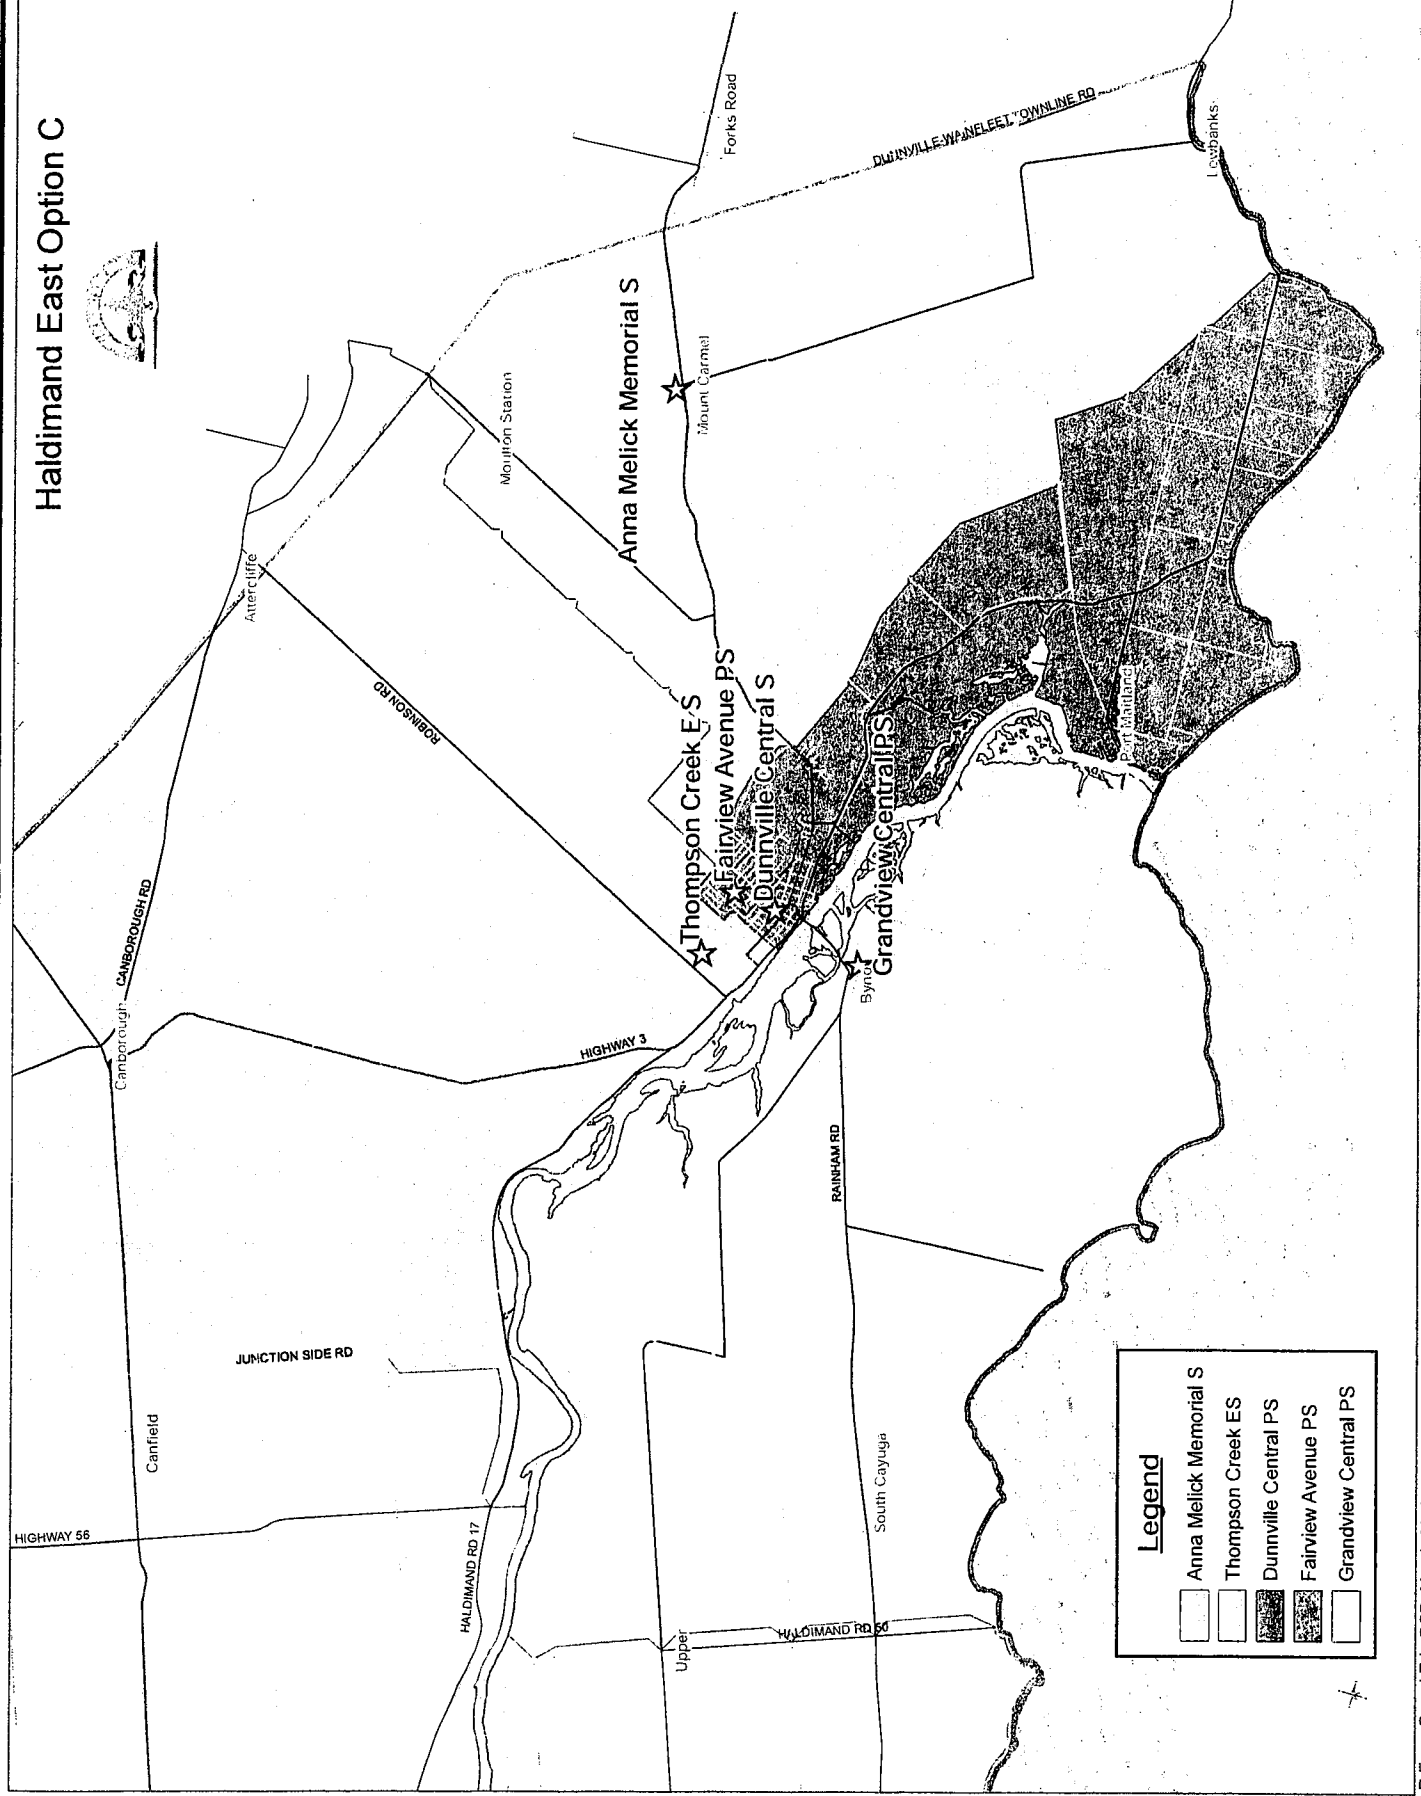 Haldimand East Option C
HIGHWAY 56
Canfield
JUNCTION SIDE RD
HALDIMAND RD 17
Canborough
CANBOROUGH RD
HIGHWAY 3
ROBINSON RD
Attercliffe
Moulton Station
Forks Road
DUNNVILLE-WAINFLEET TOWNLINE RD
Lowbanks
Anna Melick Memorial S
Mount Carmel
Thompson Creek ES
Fairview Avenue PS
Dunnville Central S
Grandview Central PS
Port Maitland
RAINHAM RD
South Cayuga
Upper
HALDIMAND RD 50
Legend
Anna Melick Memorial S
Thompson Creek ES
Dunnville Central PS
Fairview Avenue PS
Grandview Central PS